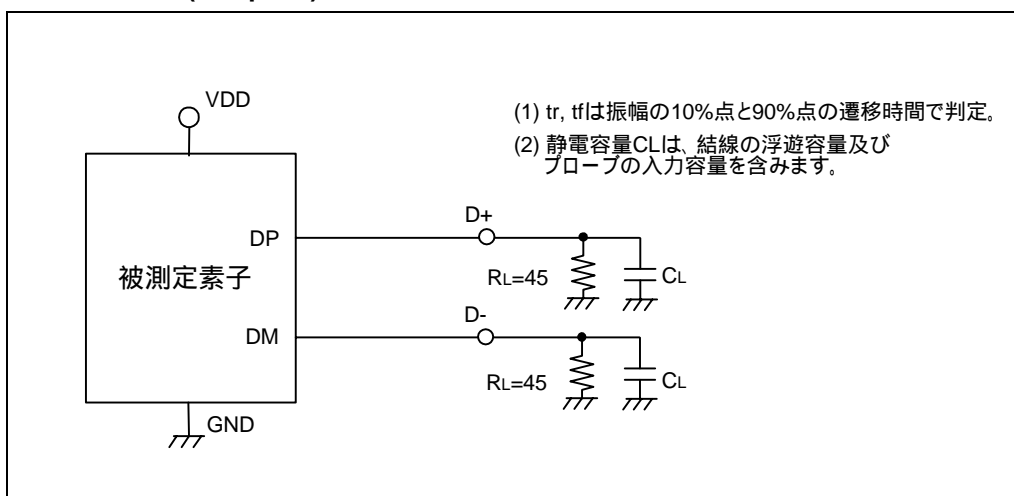 VDD
(1) tr, tfは振幅の10%点と90%点の遷移時間で判定。
(2) 静電容量CLは、結線の浮遊容量及び
プローブの入力容量を含みます。
D+
DP
RL=45
CL
被測定素子
D-
DM
RL=45
CL
GND